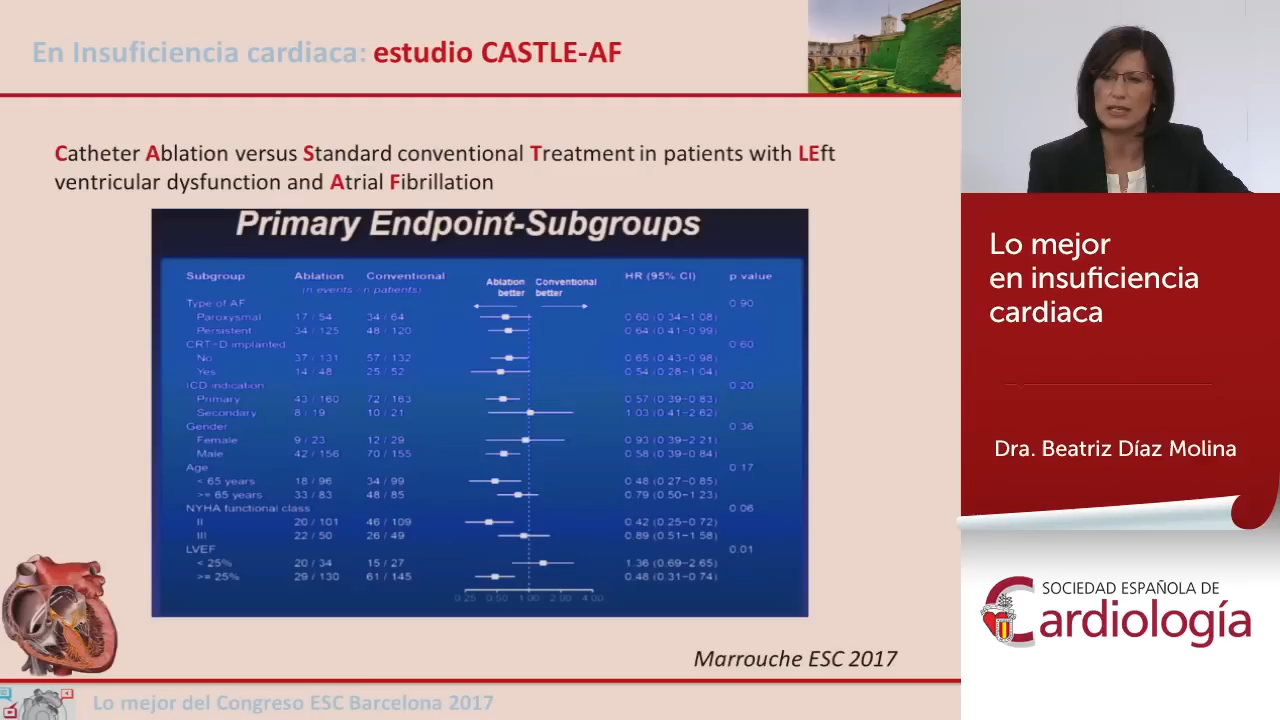 En Insuficiencia cardiaca: estudio CASTLE-AF
Catheter Ablation versus Standard conventional Treatment in patients with LEft
ventricular dysfunction and Atrial Fibrillation
Primary Endpoint-Subgroups
Subgroup Ablation Conventional HR (95% CI) p value
(n events / n patients)
Ablation better Conventional better
Type of AF 0.90
Paroxysmal 17 / 54 34 / 64 0.60 (0.34-1.08)
Persistent 34 / 125 48 / 120 0.64 (0.41-0.99)
CRT-D implanted 0.60
No 37 / 131 57 / 132 0.65 (0.43-0.98)
Yes 14 / 48 25 / 52 0.54 (0.28-1.04)
ICD indication 0.20
Primary 43 / 160 72 / 163 0.57 (0.39-0.83)
Secondary 8 / 19 10 / 21 1.03 (0.41-2.62)
Gender 0.36
Female 9 / 23 12 / 29 0.93 (0.39-2.21)
Male 42 / 156 70 / 155 0.58 (0.39-0.84)
Age 0.17
< 65 years 18 / 96 34 / 99 0.48 (0.27-0.85)
>= 65 years 33 / 83 48 / 85 0.79 (0.50-1.23)
NYHA functional class 0.06
II 20 / 101 46 / 109 0.42 (0.25-0.72)
III 22 / 50 26 / 49 0.89 (0.51-1.58)
LVEF 0.01
< 25% 20 / 34 15 / 27 1.36 (0.69-2.65)
>= 25% 29 / 130 61 / 145 0.48 (0.31-0.74)
0.25 0.50 1.00 2.00 4.00
Marrouche ESC 2017
Lo mejor del Congreso ESC Barcelona 2017
Lo mejor
en insuficiencia
cardiaca
Dra. Beatriz Díaz Molina
SOCIEDAD ESPAÑOLA DE
Cardiología